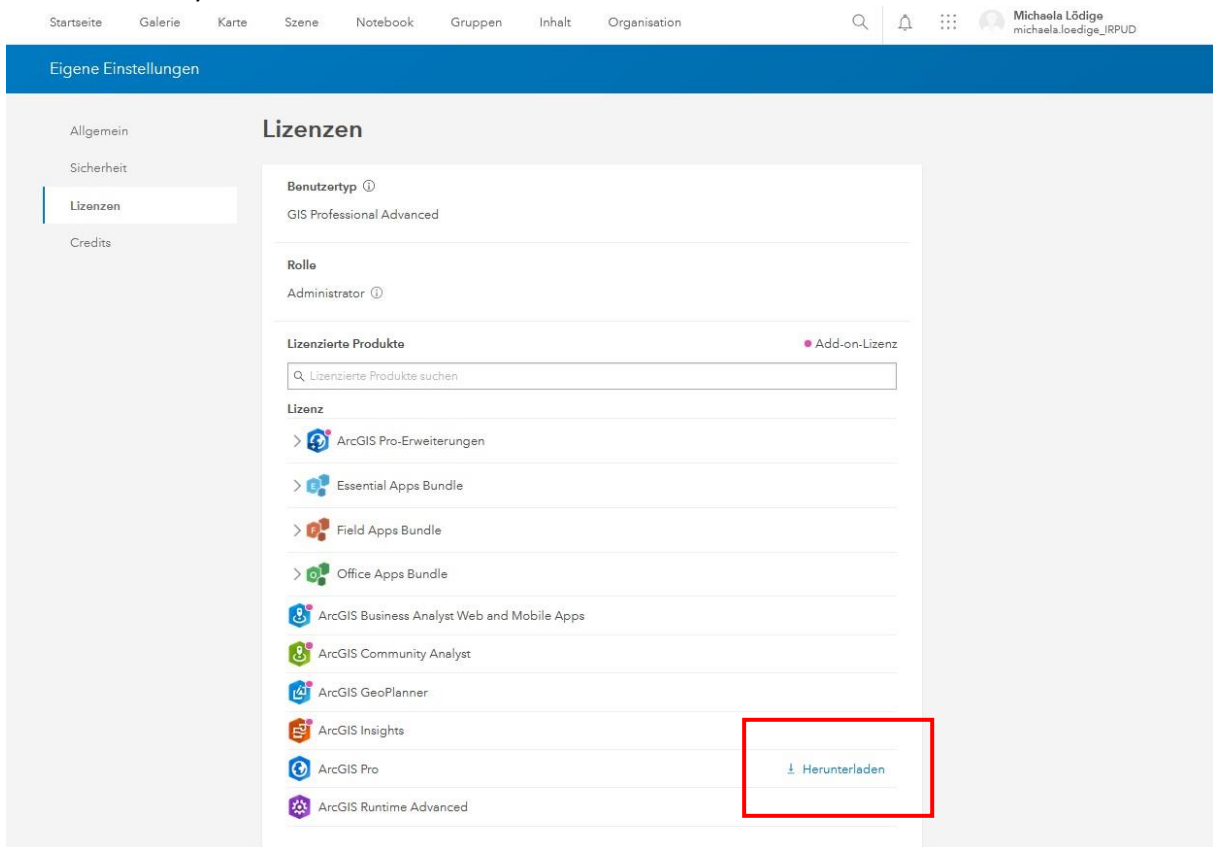 Startseite Galerie Karte Szene Notebook Gruppen Inhalt Organisation Michaela Lödige
michaela.loedige_IRPUD
Eigene Einstellungen
Allgemein
Sicherheit
Lizenzen
Credits
Lizenzen
Benutzertyp
GIS Professional Advanced
Rolle
Administrator
Lizenzierte Produkte Add-on-Lizenz
Lizenzierte Produkte suchen
Lizenz
ArcGIS Pro-Erweiterungen
Essential Apps Bundle
Field Apps Bundle
Office Apps Bundle
ArcGIS Business Analyst Web and Mobile Apps
ArcGIS Community Analyst
ArcGIS GeoPlanner
ArcGIS Insights
ArcGIS Pro Herunterladen
ArcGIS Runtime Advanced